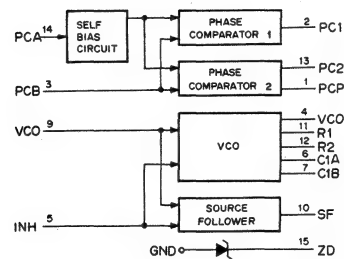 PCA 14
SELF BIAS CIRCUIT
PHASE COMPARATOR 1
2 PC1
PCB 3
PHASE COMPARATOR 2
13 PC2
1 PCP
VCO 9
VCO
4 VCO
11 R1
12 R2
6 C1A
7 C1B
INH 5
SOURCE FOLLOWER
10 SF
GND
15 ZD